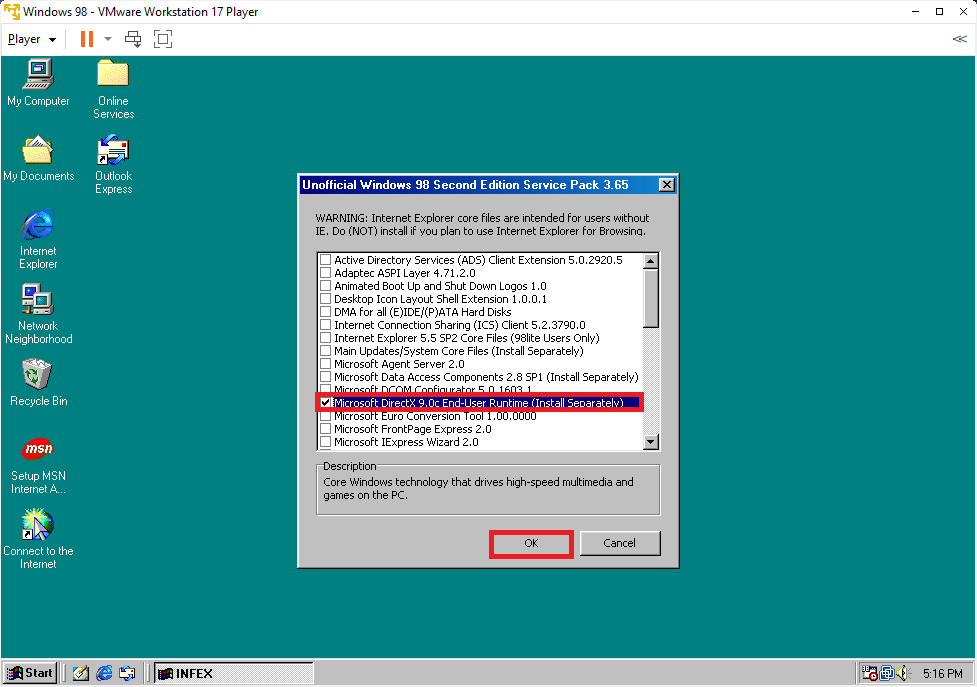 Windows 98 - VMware Workstation 17 Player
Player
My Computer
Online
Services
My Documents
Outlook
Express
Internet
Explorer
Network
Neighborhood
Recycle Bin
msn
Setup MSN
Internet A...
Connect to the
Internet
Unofficial Windows 98 Second Edition Service Pack 3.65
WARNING: Internet Explorer core files are intended for users without
IE. Do (NOT) install if you plan to use Internet Explorer for Browsing.
Active Directory Services (ADS) Client Extension 5.0.2920.5
Adaptec ASPI Layer 4.71.2.0
Animated Boot Up and Shut Down Logos 1.0
Desktop Icon Layout Shell Extension 1.0.0.1
DMA for all (E)IDE/(P)ATA Hard Disks
Internet Connection Sharing (ICS) Client 5.2.3790.0
Internet Explorer 5.5 SP2 Core Files (98lite Users Only)
Main Updates/System Core Files (Install Separately)
Microsoft Agent Server 2.0
Microsoft Data Access Components 2.8 SP1 (Install Separately)
Microsoft DCOM Configurator 5.0.1603.1
Microsoft DirectX 9.0c End-User Runtime (Install Separately)
Microsoft Euro Conversion Tool 1.00.0000
Microsoft FrontPage Express 2.0
Microsoft IExpress Wizard 2.0
Description
Core Windows technology that drives high-speed multimedia and
games on the PC.
OK
Cancel
Start
INFEX
5:16 PM